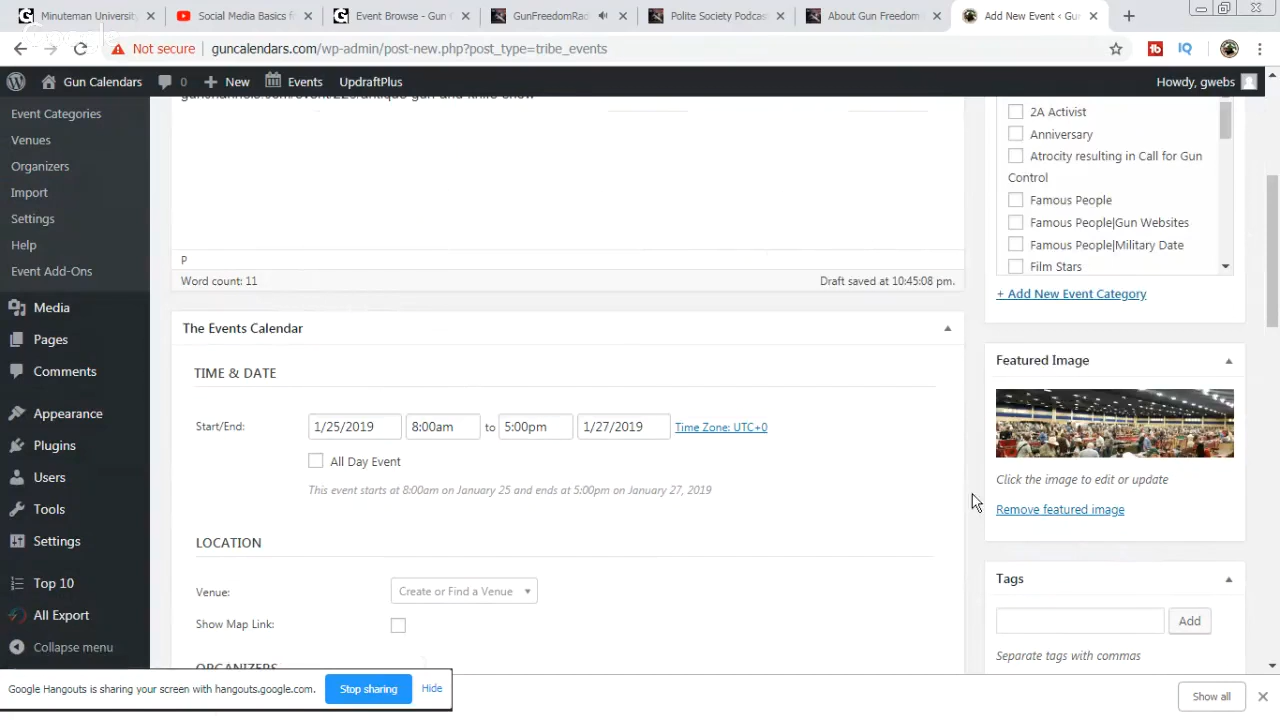 Minuteman University
Social Media Basics f
Event Browse - Gun
GunFreedomRad
Polite Society Podcas
About Gun Freedom
Add New Event ‹ Gu
Not secure
guncalendars.com/wp-admin/post-new.php?post_type=tribe_events
Gun Calendars
0
New
Events
UpdraftPlus
Howdy, gwebs
Event Categories
Venues
Organizers
Import
Settings
Help
Event Add-Ons
Media
Pages
Comments
Appearance
Plugins
Users
Tools
Settings
Top 10
All Export
Collapse menu
P
Word count: 11
Draft saved at 10:45:08 pm.
The Events Calendar
TIME & DATE
Start/End:
1/25/2019
8:00am
to
5:00pm
1/27/2019
Time Zone: UTC+0
All Day Event
This event starts at 8:00am on January 25 and ends at 5:00pm on January 27, 2019
LOCATION
Venue:
Create or Find a Venue
Show Map Link:
ORGANIZERS
2A Activist
Anniversary
Atrocity resulting in Call for Gun
Control
Famous People
Famous People|Gun Websites
Famous People|Military Date
Film Stars
+ Add New Event Category
Featured Image
Click the image to edit or update
Remove featured image
Tags
Add
Separate tags with commas
Google Hangouts is sharing your screen with hangouts.google.com.
Stop sharing
Hide
Show all